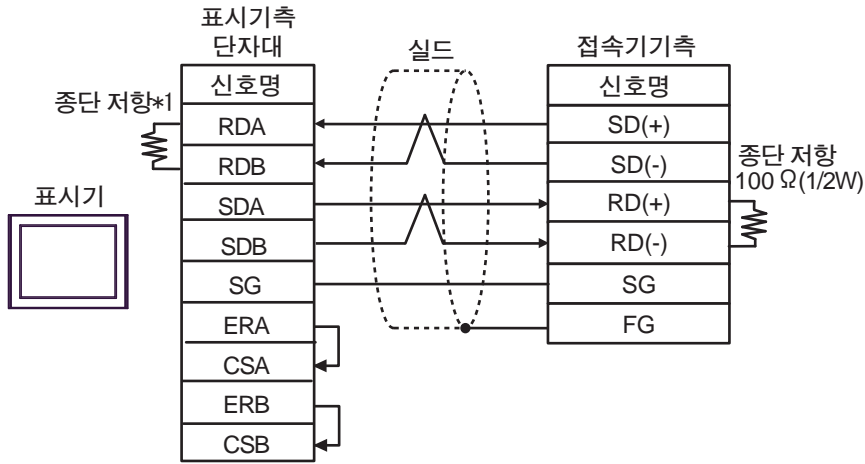 표시기측
단자대
실드
접속기기측
신호명
신호명
종단 저항*1
RDA
SD(+)
RDB
SD(-)
종단 저항
100 Ω(1/2W)
표시기
SDA
RD(+)
SDB
RD(-)
SG
SG
ERA
FG
CSA
ERB
CSB